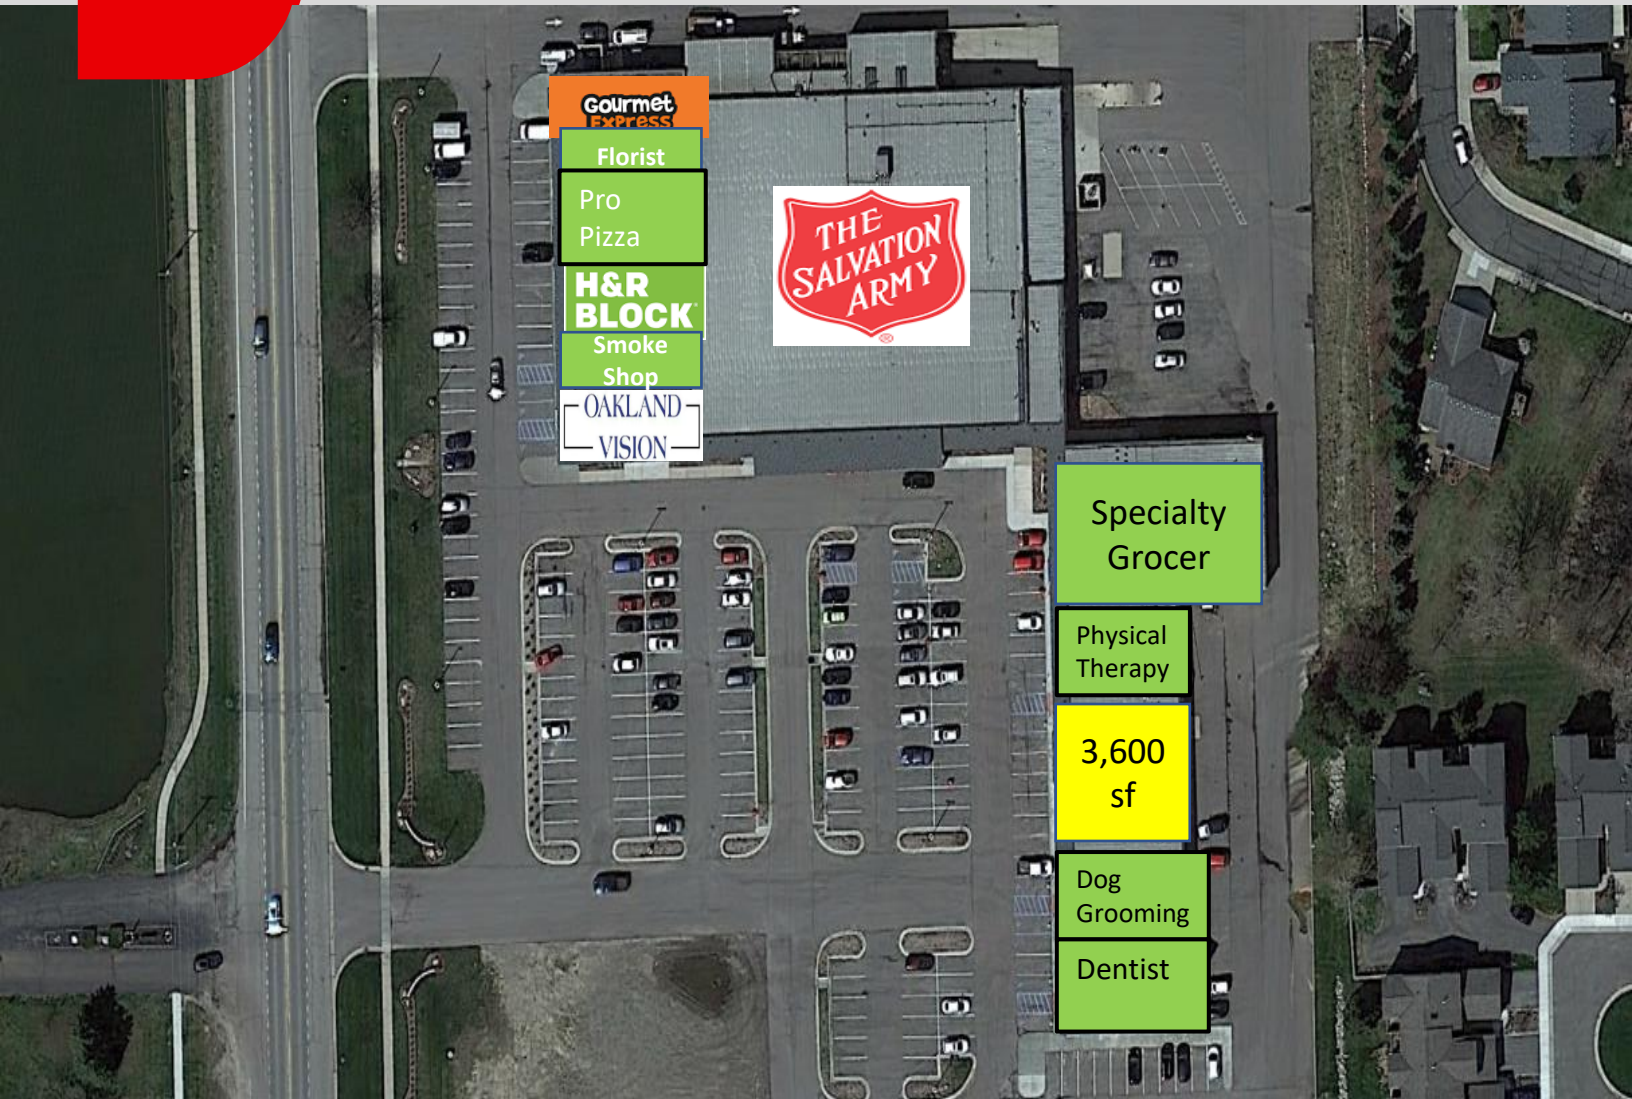 Gourmet
Express
Florist
Pro
Pizza
H&R
BLOCK
Smoke
Shop
OAKLAND
VISION
THE
SALVATION
ARMY
®
Specialty
Grocer
Physical
Therapy
3,600
sf
Dog
Grooming
Dentist